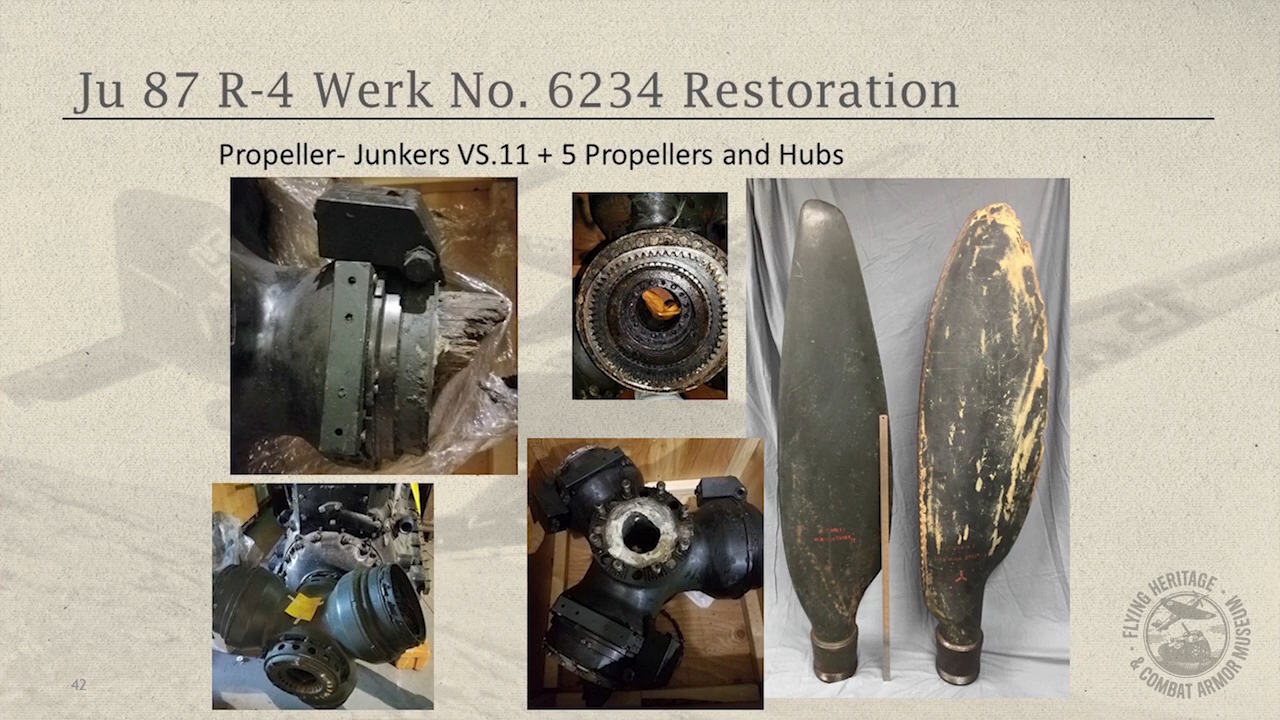 Ju 87 R-4 Werk No. 6234 Restoration
Propeller- Junkers VS.11 + 5 Propellers and Hubs
42
· FLYING HERITAGE · & COMBAT ARMOR MUSEUM